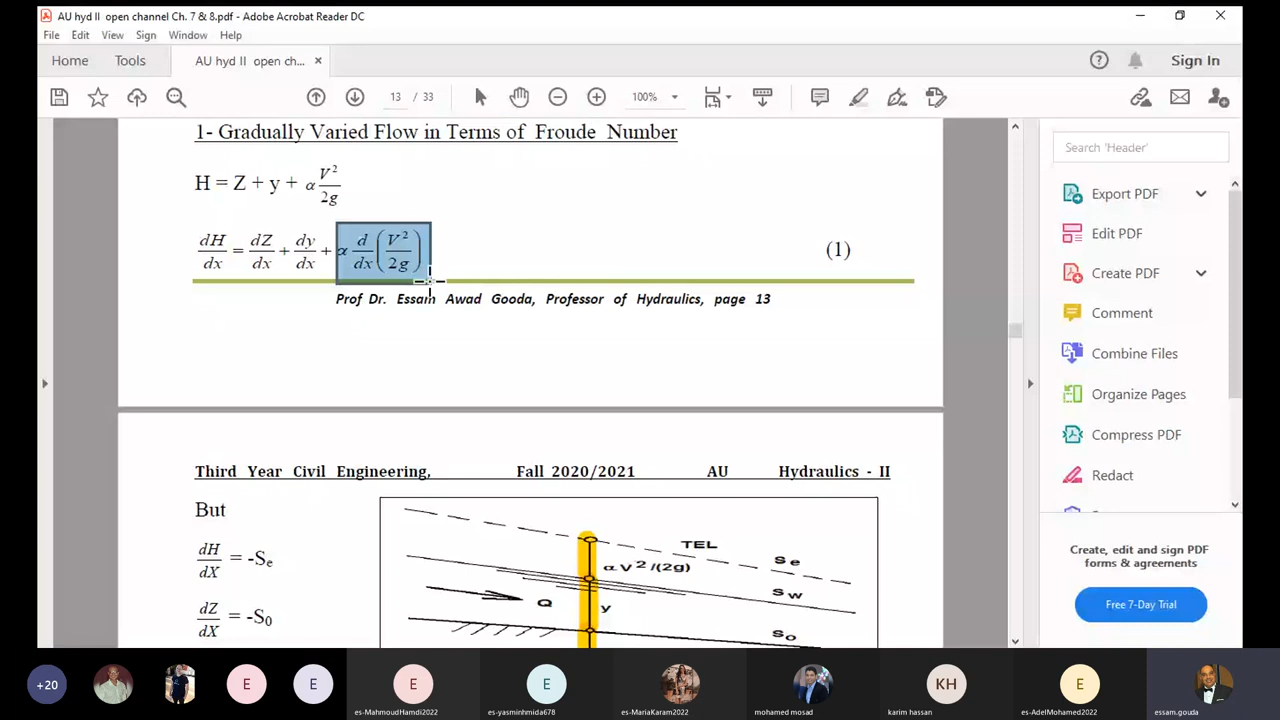 AU hyd II open channel Ch. 7 & 8.pdf - Adobe Acrobat Reader DC
File Edit View Sign Window Help
Home Tools AU hyd II open ch... × Sign In
13 / 33 100%
1- Gradually Varied Flow in Terms of Froude Number
H = Z + y + α V²/2g
dH/dx = dZ/dx + dy/dx + α d/dx (V²/2g) (1)
Prof Dr. Essam Awad Gooda, Professor of Hydraulics, page 13
Third Year Civil Engineering, Fall 2020/2021 AU Hydraulics - II
But
dH/dX = -Se
dZ/dX = -S0
TEL
Se
αV²/(2g)
Sw
Q
y
So
Search 'Header'
Export PDF
Edit PDF
Create PDF
Comment
Combine Files
Organize Pages
Compress PDF
Redact
Create, edit and sign PDF
forms & agreements
Free 7-Day Trial
+20
E
E
E
es-MahmoudHamdi2022
E
es-yasminhmida678
es-MariaKaram2022
mohamed mosad
KH
karim hassan
E
es-AdelMohamed2022
essam.gouda